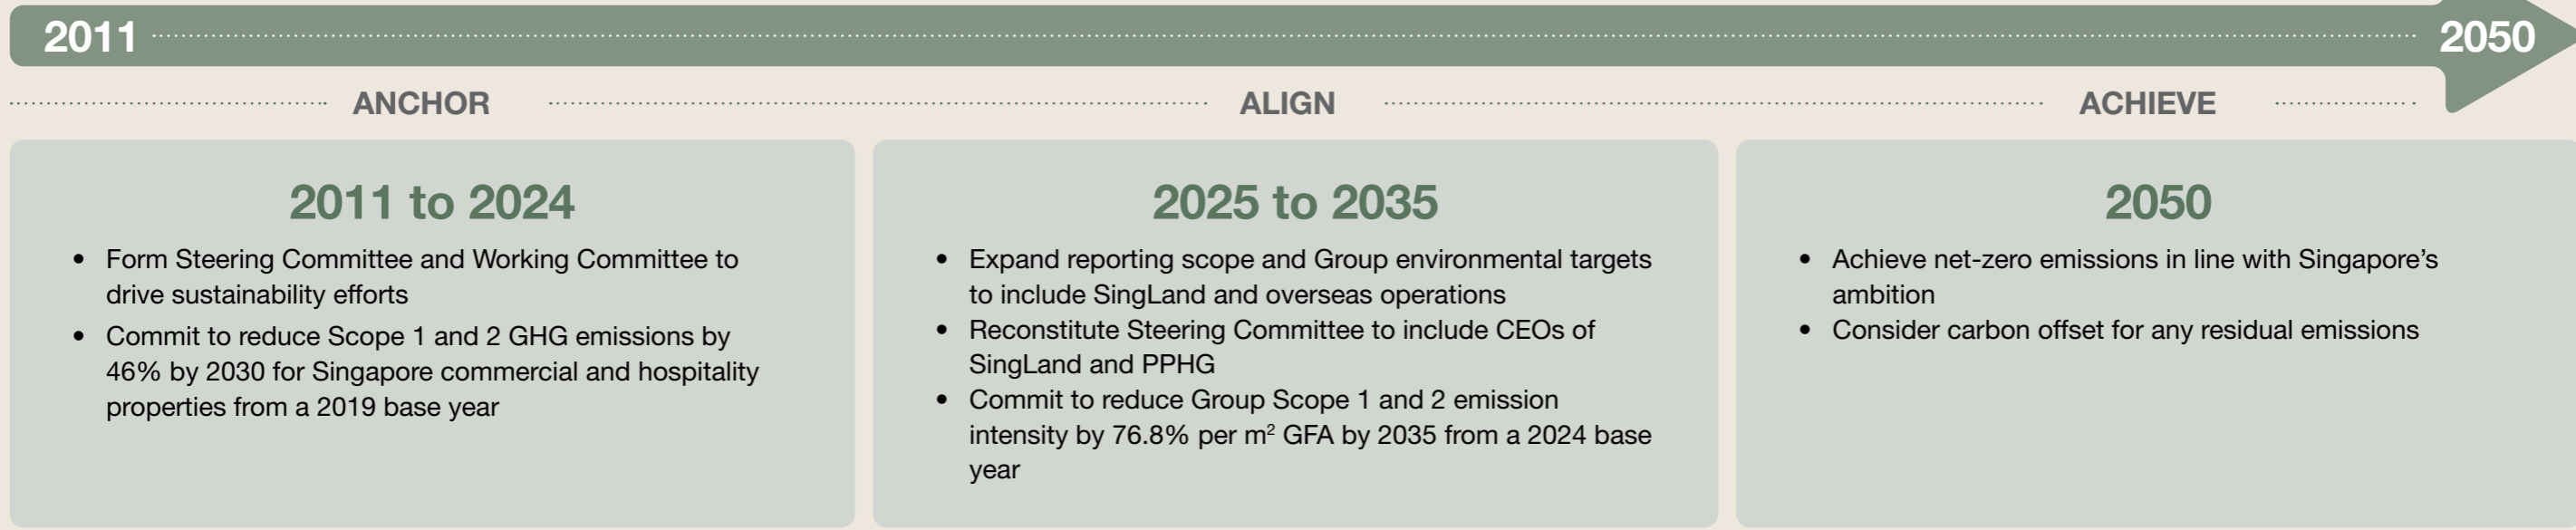 2011
2050
ANCHOR
ALIGN
ACHIEVE
2011 to 2024
• Form Steering Committee and Working Committee to
drive sustainability efforts
• Commit to reduce Scope 1 and 2 GHG emissions by
46% by 2030 for Singapore commercial and hospitality
properties from a 2019 base year
2025 to 2035
• Expand reporting scope and Group environmental targets
to include SingLand and overseas operations
• Reconstitute Steering Committee to include CEOs of
SingLand and PPHG
• Commit to reduce Group Scope 1 and 2 emission
intensity by 76.8% per m² GFA by 2035 from a 2024 base
year
2050
• Achieve net-zero emissions in line with Singapore’s
ambition
• Consider carbon offset for any residual emissions